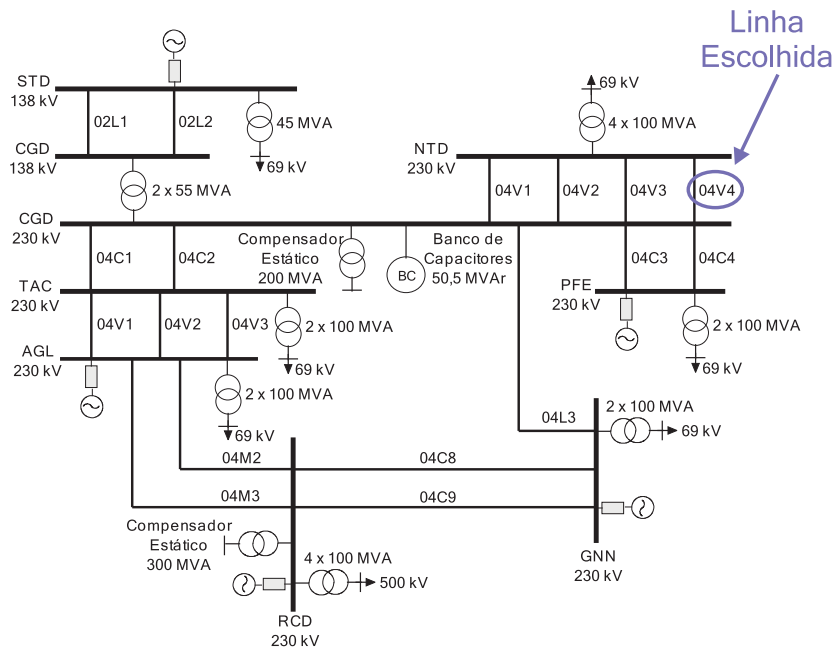 Linha
Escolhida
STD
138 kV
02L1
02L2
45 MVA
69 kV
69 kV
4 x 100 MVA
CGD
138 kV
2 x 55 MVA
NTD
230 kV
04V1
04V2
04V3
04V4
CGD
230 kV
04C1
04C2
Compensador
Estático
200 MVA
BC
Banco de
Capacitores
50,5 MVAr
04C3
04C4
TAC
230 kV
04V1
04V2
04V3
2 x 100 MVA
69 kV
PFE
230 kV
2 x 100 MVA
69 kV
AGL
230 kV
2 x 100 MVA
69 kV
04L3
2 x 100 MVA
69 kV
04M2
04C8
04M3
04C9
Compensador
Estático
300 MVA
4 x 100 MVA
500 kV
GNN
230 kV
RCD
230 kV